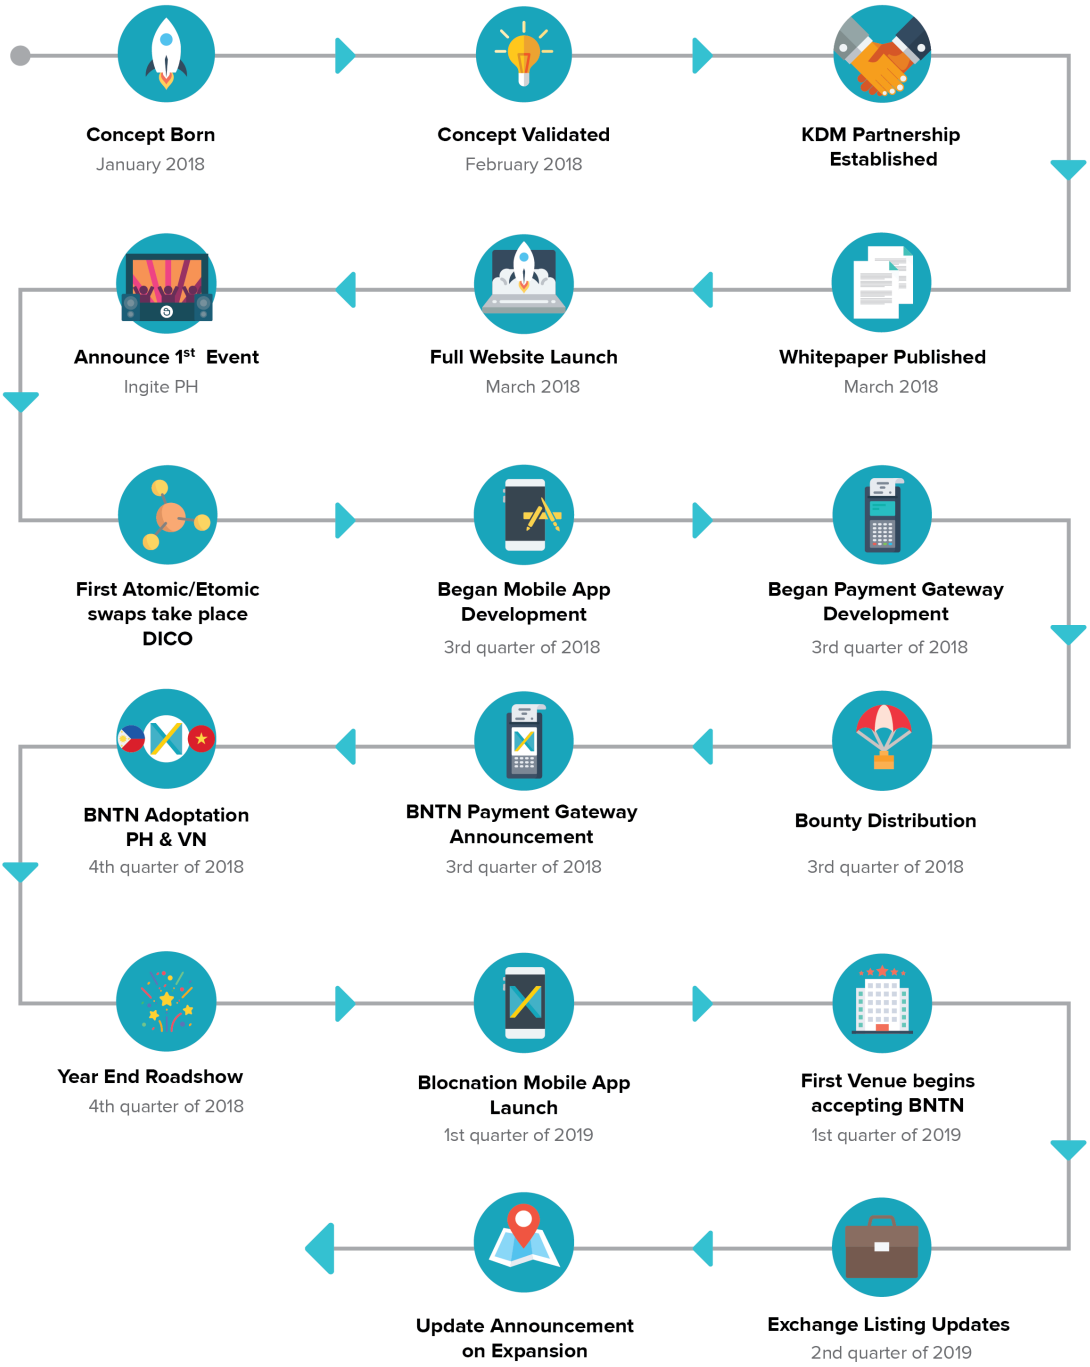 Concept Born
January 2018
Concept Validated
February 2018
KDM Partnership
Established
Whitepaper Published
March 2018
Full Website Launch
March 2018
Announce 1st Event
Ingite PH
First Atomic/Etomic
swaps take place
DICO
Began Mobile App
Development
3rd quarter of 2018
Began Payment Gateway
Development
3rd quarter of 2018
Bounty Distribution
3rd quarter of 2018
BNTN Payment Gateway
Announcement
3rd quarter of 2018
BNTN Adoptation
PH & VN
4th quarter of 2018
Year End Roadshow
4th quarter of 2018
Blocnation Mobile App
Launch
1st quarter of 2019
First Venue begins
accepting BNTN
1st quarter of 2019
Exchange Listing Updates
2nd quarter of 2019
Update Announcement
on Expansion